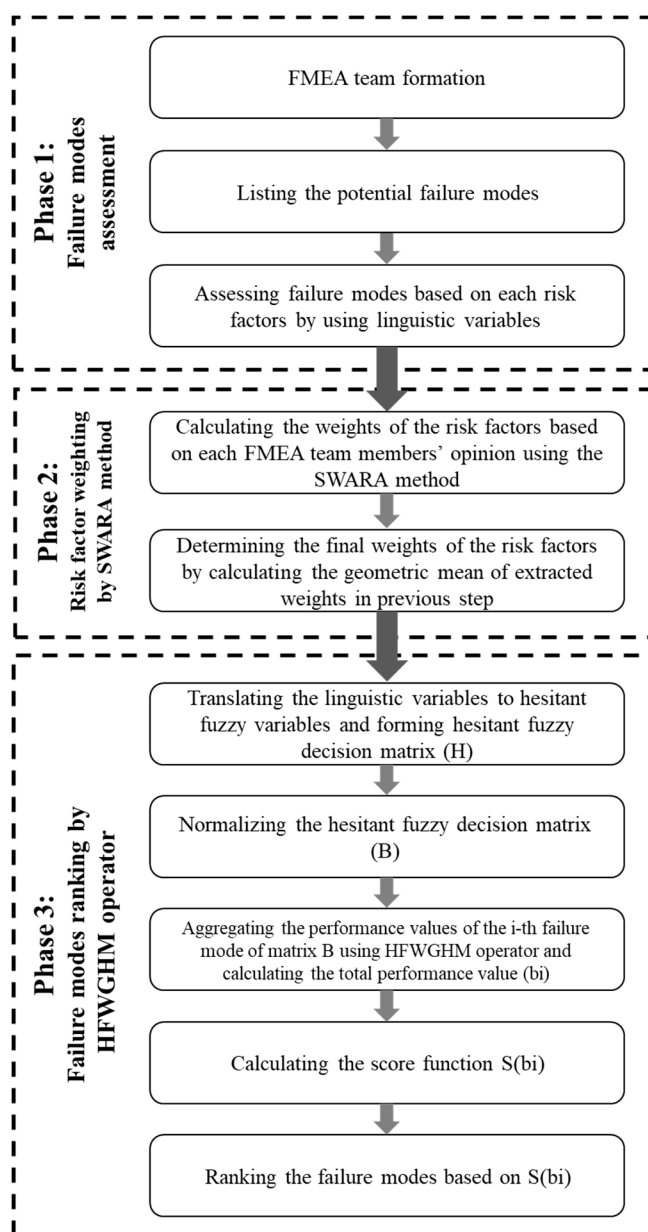 Phase 1:
Failure modes
assessment
FMEA team formation
Listing the potential failure modes
Assessing failure modes based on each risk
factors by using linguistic variables
Phase 2:
Risk factor weighting
by SWARA method
Calculating the weights of the risk factors based
on each FMEA team members’ opinion using the
SWARA method
Determining the final weights of the risk factors
by calculating the geometric mean of extracted
weights in previous step
Phase 3:
Failure modes ranking by
HFWGHM operator
Translating the linguistic variables to hesitant
fuzzy variables and forming hesitant fuzzy
decision matrix (H)
Normalizing the hesitant fuzzy decision matrix
(B)
Aggregating the performance values of the i-th failure
mode of matrix B using HFWGHM operator and
calculating the total performance value (bi)
Calculating the score function S(bi)
Ranking the failure modes based on S(bi)